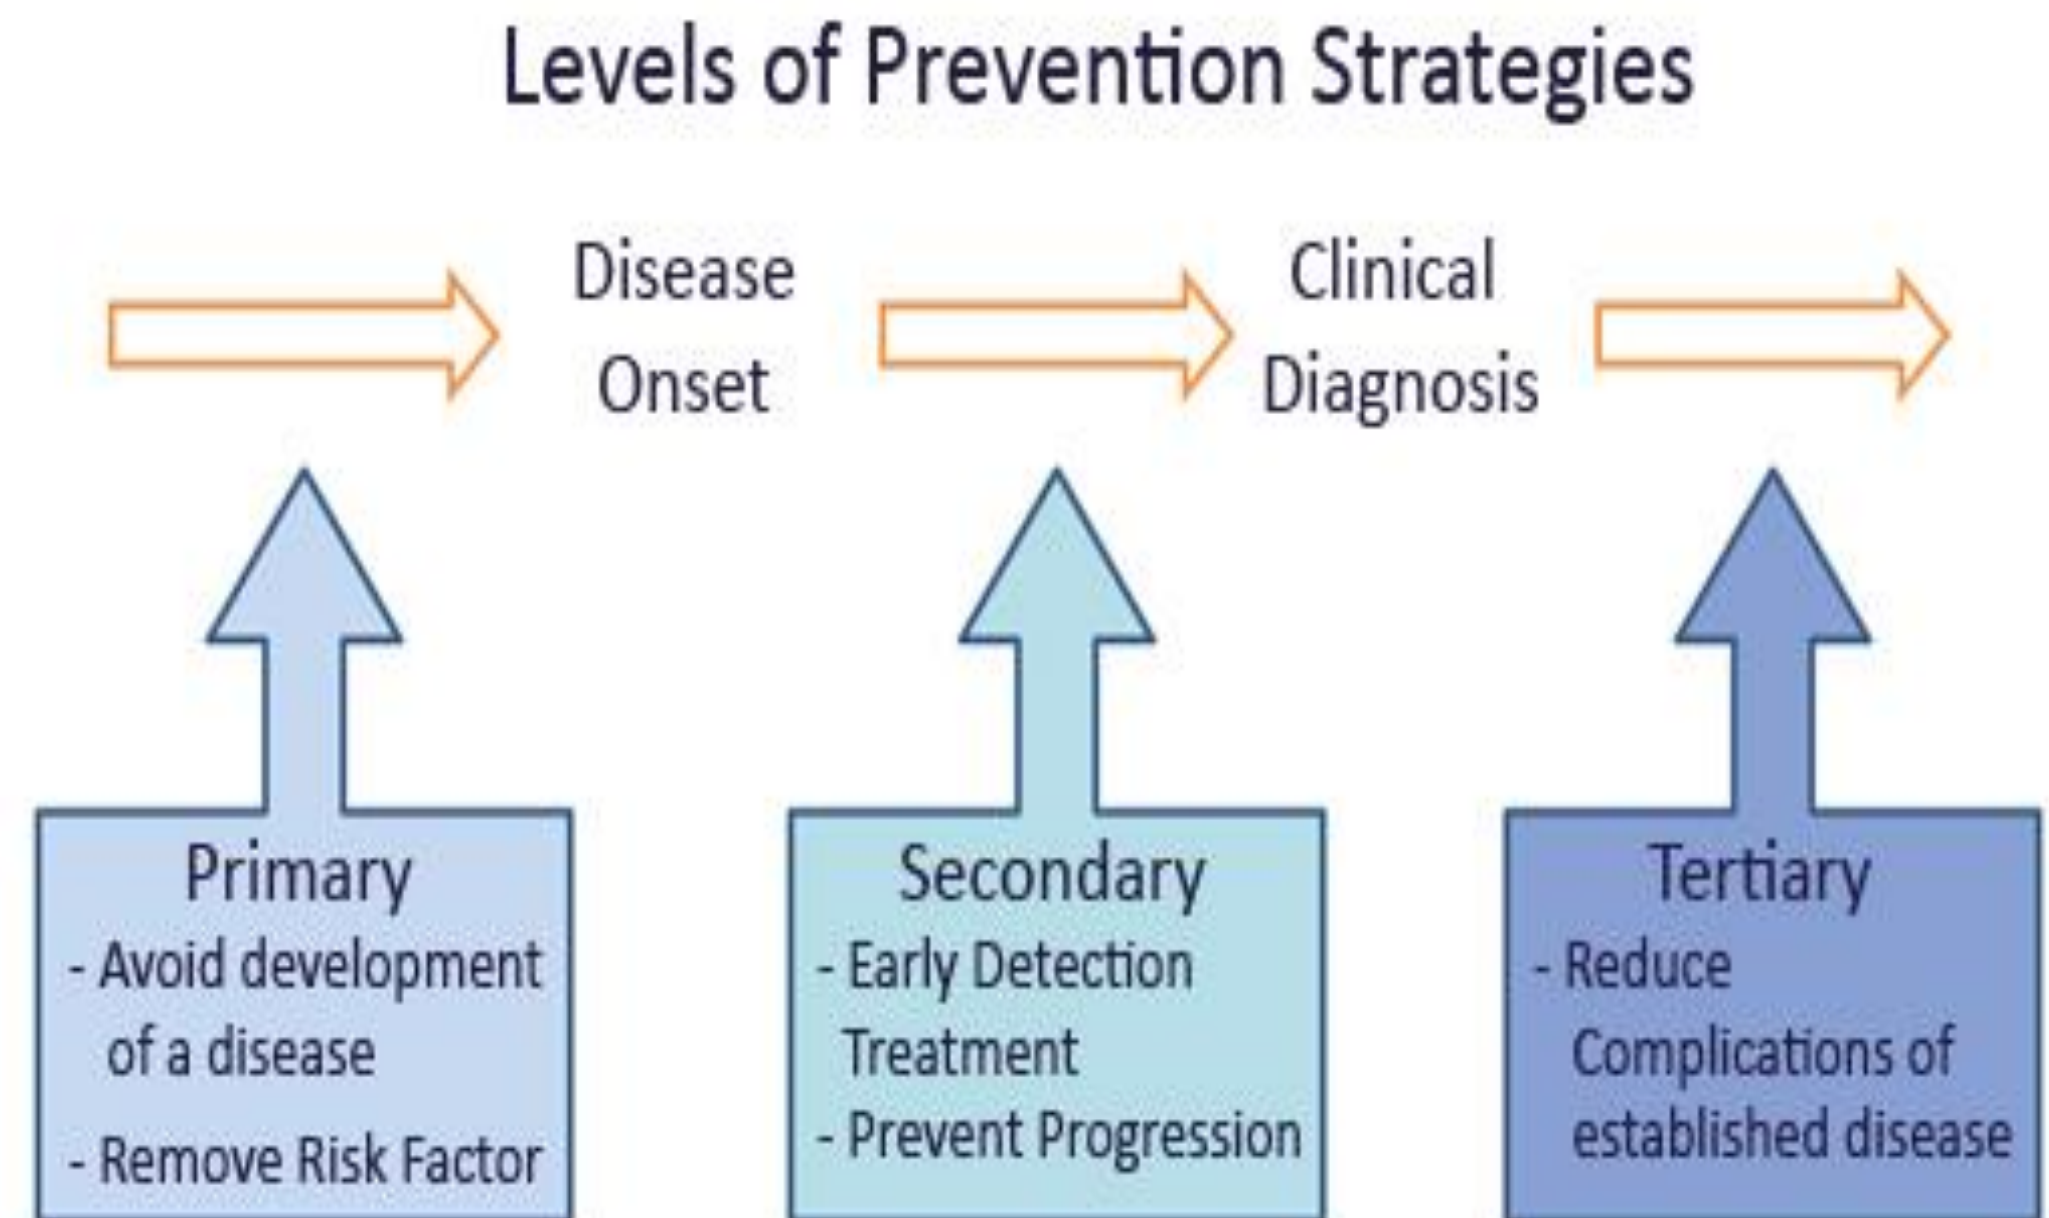 Levels of Prevention Strategies
Disease
Onset
Clinical
Diagnosis
Primary
- Avoid development
of a disease
- Remove Risk Factor
Secondary
- Early Detection
Treatment
- Prevent Progression
Tertiary
- Reduce
Complications of
established disease